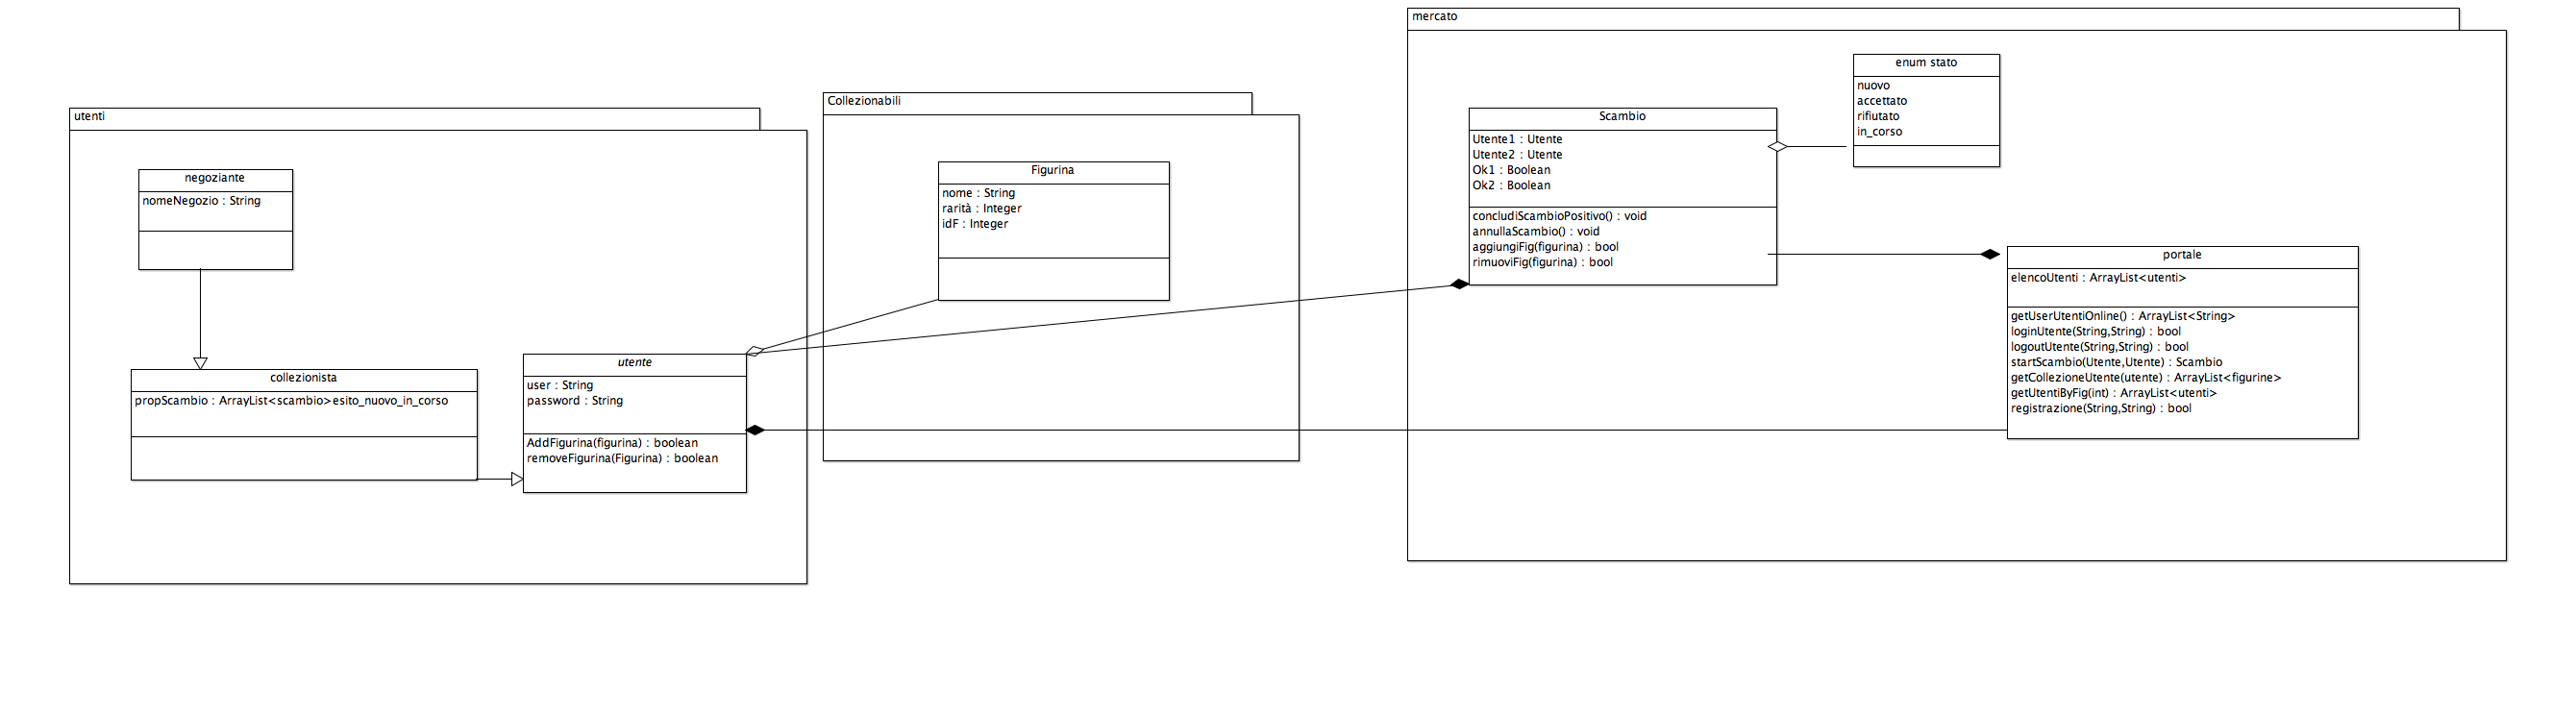 utenti
negoziante
nomeNegozio : String
collezionista
propScambio : ArrayList<scambio>esito_nuovo_in_corso
utente
user : String
password : String
AddFigurina(figurina) : boolean
removeFigurina(Figurina) : boolean
Collezionabili
Figurina
nome : String
rarità : Integer
idF : Integer
mercato
Scambio
Utente1 : Utente
Utente2 : Utente
Ok1 : Boolean
Ok2 : Boolean
concludiScambioPositivo() : void
annullaScambio() : void
aggiungiFig(figurina) : bool
rimuoviFig(figurina) : bool
enum stato
nuovo
accettato
rifiutato
in_corso
portale
elencoUtenti : ArrayList<utenti>
getUserUtentiOnline() : ArrayList<String>
loginUtente(String,String) : bool
logoutUtente(String,String) : bool
startScambio(Utente,Utente) : Scambio
getCollezioneUtente(utente) : ArrayList<figurine>
getUtentiByFig(int) : ArrayList<utenti>
registrazione(String,String) : bool